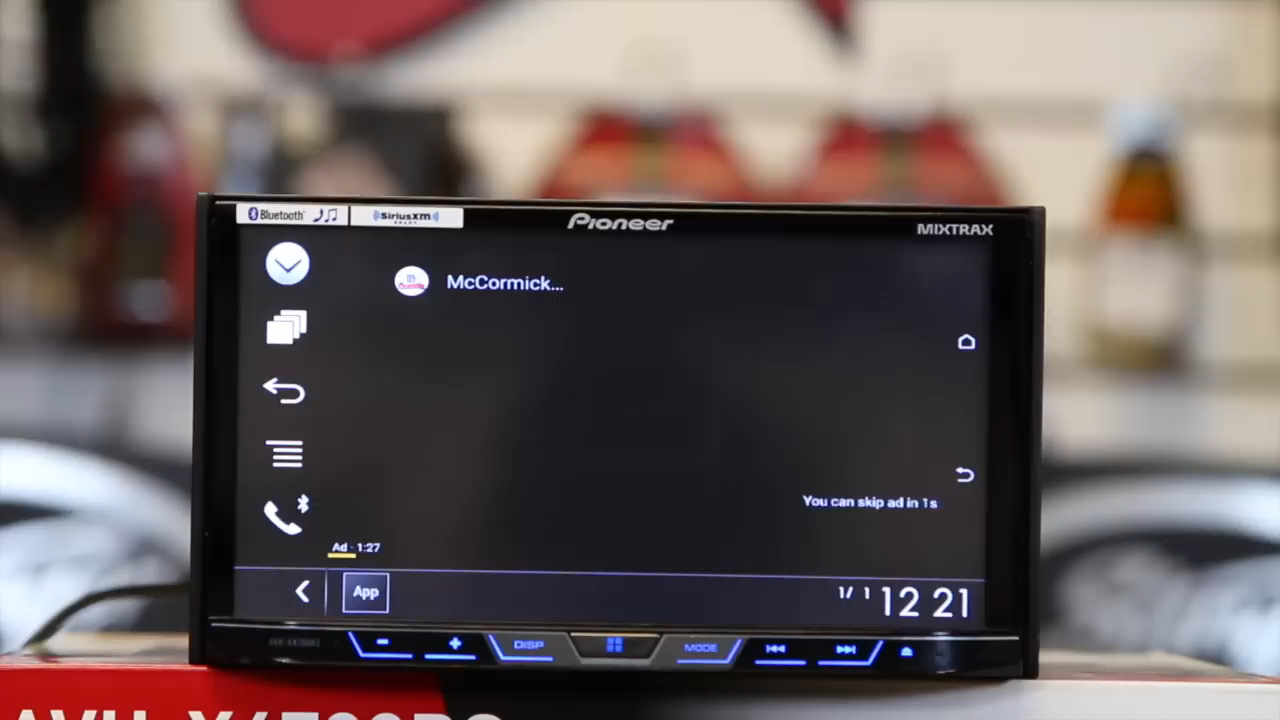 Bluetooth
SiriusXM
READY
Pioneer
MIXTRAX
McCormick...
You can skip ad in 1s
Ad · 1:27
App
1/ 1
12 21
DISP
MODE